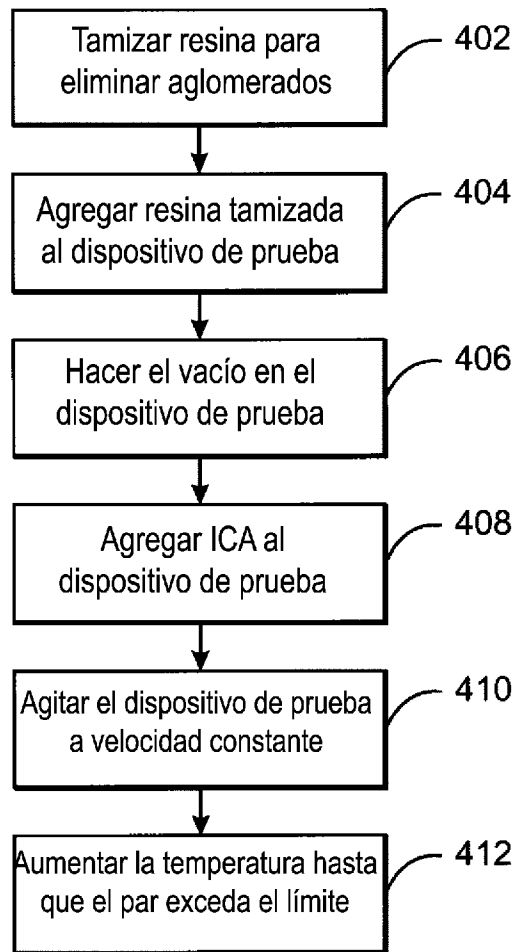 Tamizar resina para
eliminar aglomerados
402
Agregar resina tamizada
al dispositivo de prueba
404
Hacer el vacío en el
dispositivo de prueba
406
Agregar ICA al
dispositivo de prueba
408
Agitar el dispositivo de prueba
a velocidad constante
410
Aumentar la temperatura hasta
que el par exceda el límite
412